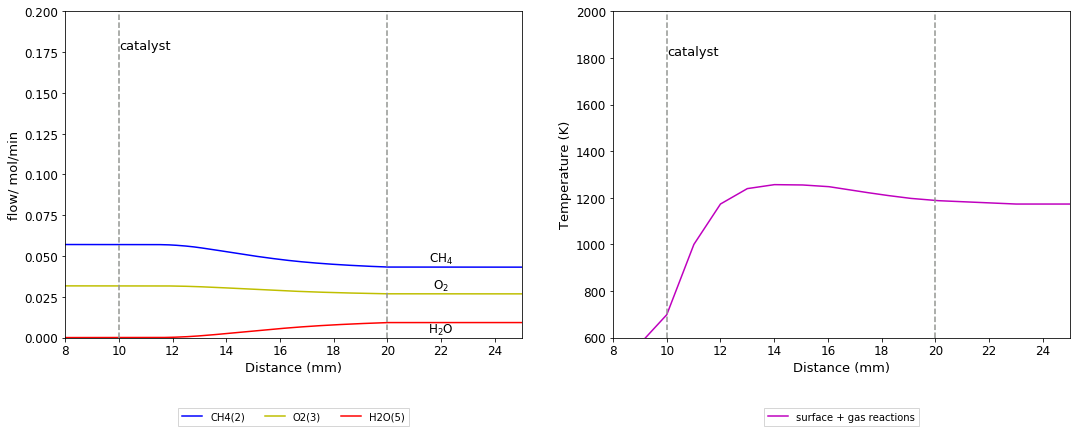 0.200
0.175
0.150
0.125
0.100
0.075
0.050
0.025
0.000
flow/ mol/min
catalyst
CH₄
O₂
H₂O
8 10 12 14 16 18 20 22 24
Distance (mm)
CH4(2) O2(3) H2O(5)
2000
1800
1600
1400
1200
1000
800
600
Temperature (K)
catalyst
8 10 12 14 16 18 20 22 24
Distance (mm)
surface + gas reactions